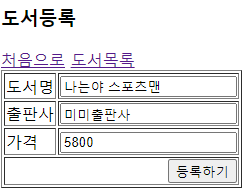 도서등록
처음으로 도서목록
도서명 나는야 스포츠맨
출판사 미미출판사
가격 5800
등록하기